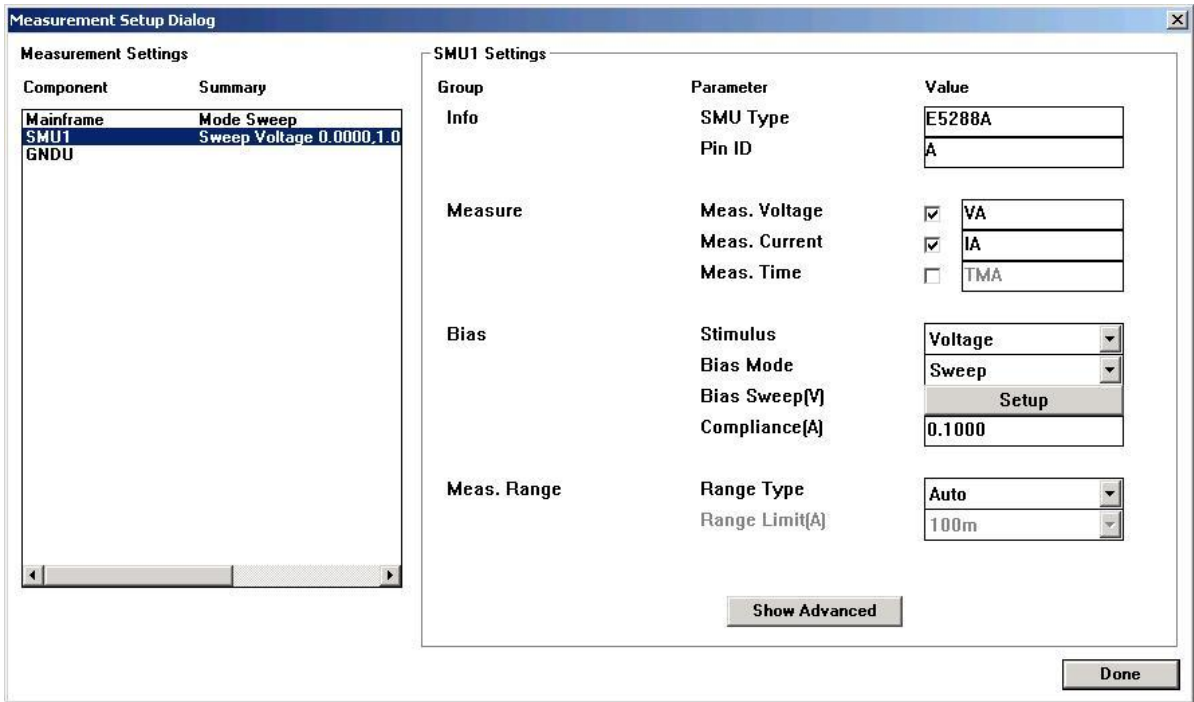 Measurement Setup Dialog
Measurement Settings
Component Summary
Mainframe Mode Sweep
SMU1 Sweep Voltage 0.0000,1.0
GNDU
SMU1 Settings
Group Parameter Value
Info SMU Type E5288A
Pin ID A
Measure Meas. Voltage VA
Meas. Current IA
Meas. Time TMA
Bias Stimulus Voltage
Bias Mode Sweep
Bias Sweep(V) Setup
Compliance(A) 0.1000
Meas. Range Range Type Auto
Range Limit(A) 100m
Show Advanced
Done